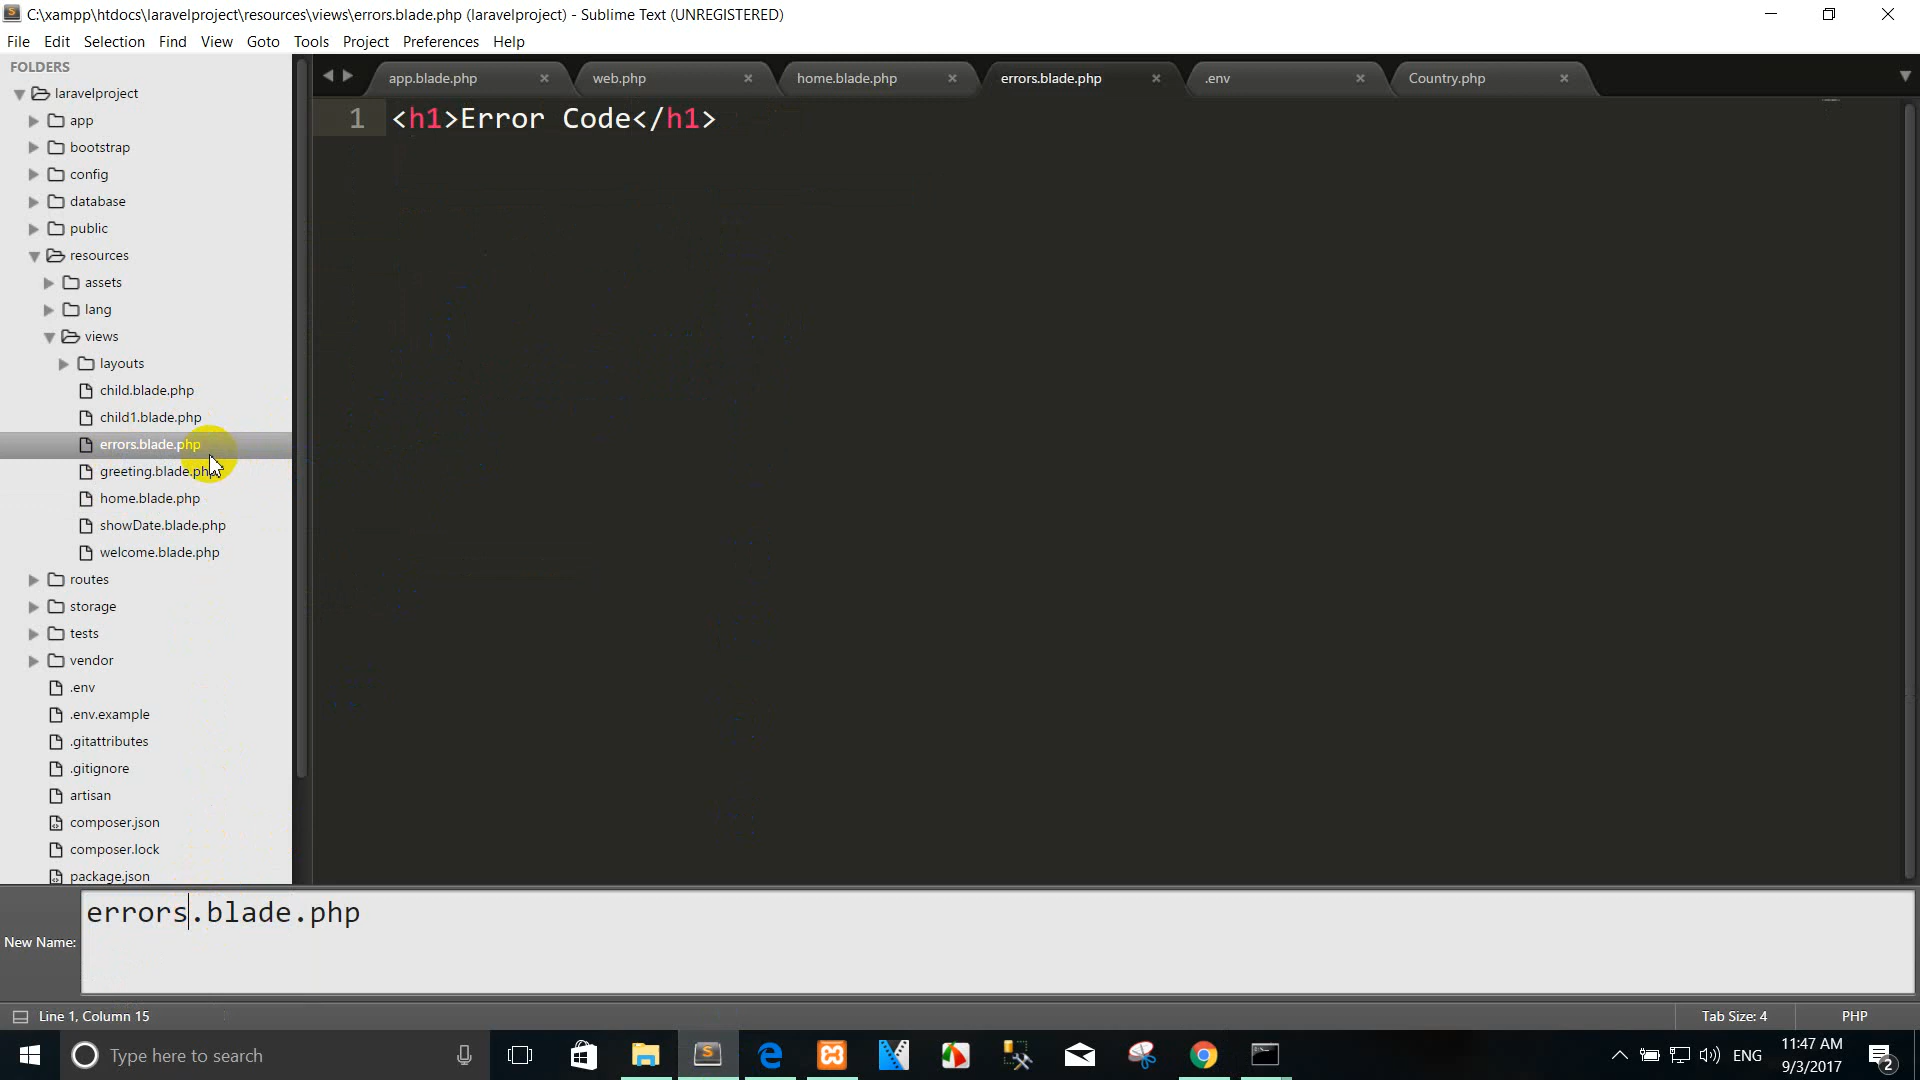 C:\xampp\htdocs\laravelproject\resources\views\errors.blade.php (laravelproject) - Sublime Text (UNREGISTERED)
File Edit Selection Find View Goto Tools Project Preferences Help
FOLDERS
laravelproject
app
bootstrap
config
database
public
resources
assets
lang
views
layouts
child.blade.php
child1.blade.php
errors.blade.php
greeting.blade.php
home.blade.php
showDate.blade.php
welcome.blade.php
routes
storage
tests
vendor
.env
.env.example
.gitattributes
.gitignore
artisan
composer.json
composer.lock
package.json
app.blade.php web.php home.blade.php errors.blade.php .env Country.php
1 <h1>Error Code</h1>
New Name: errors.blade.php
Line 1, Column 15 Tab Size: 4 PHP
Type here to search
ENG 11:47 AM
9/3/2017
2